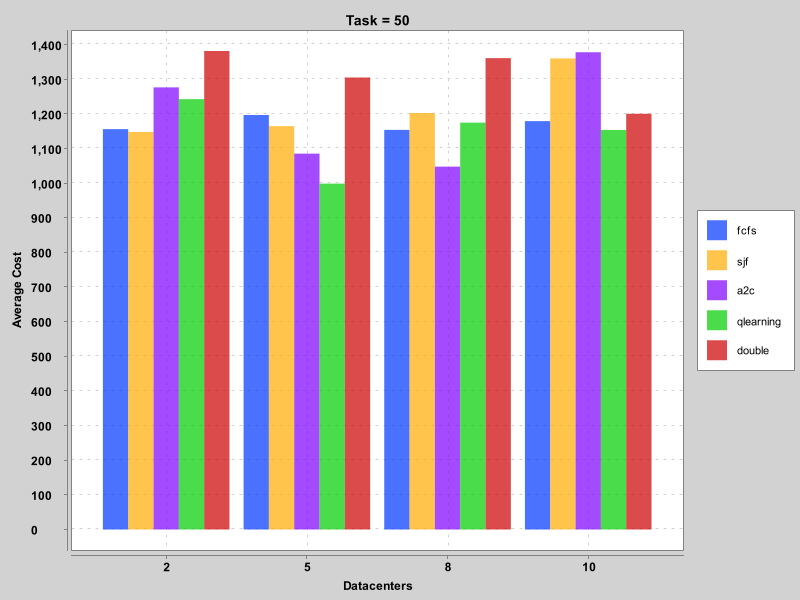 Task = 50
1,400
1,300
1,200
1,100
1,000
900
800
700
600
500
400
300
200
100
0
Average Cost
2 5 8 10
Datacenters
fcfs
sjf
a2c
qlearning
double